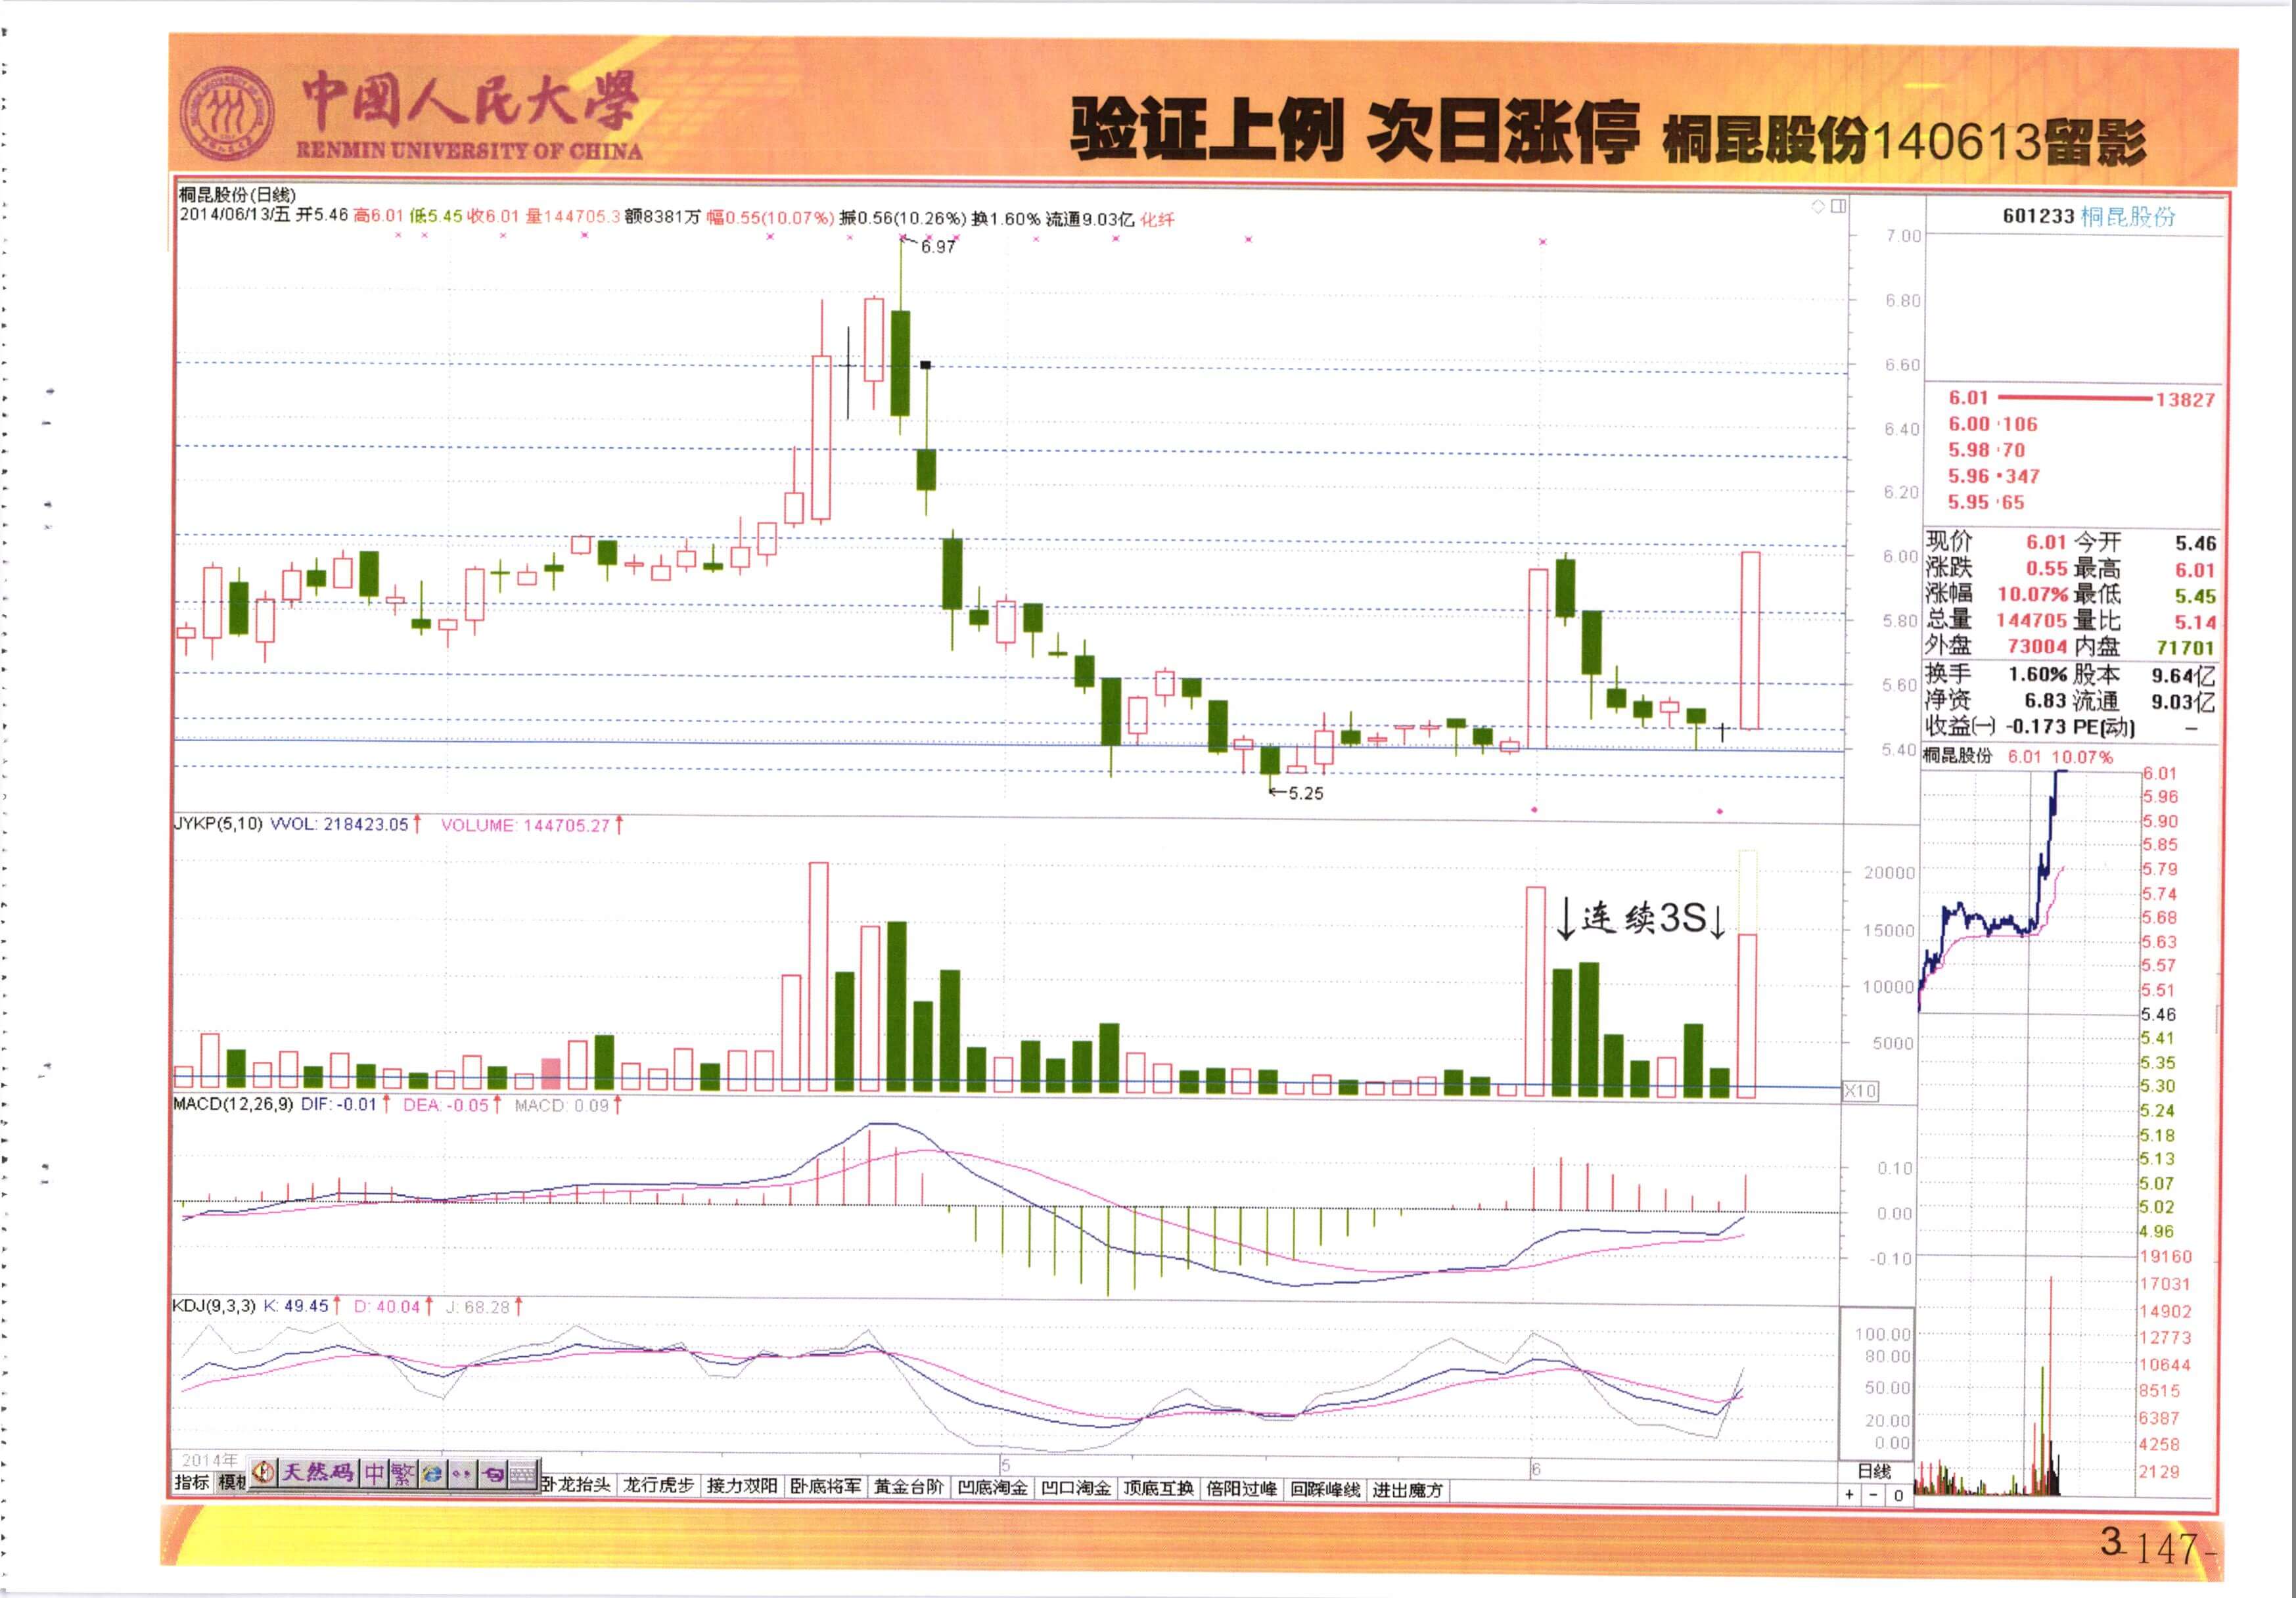 中国人民大學
RENMIN UNIVERSITY OF CHINA
验证上例 次日涨停 桐昆股份140613留影
桐昆股份(日线)
2014/06/13/五 开5.46 高6.01 低5.45 收6.01 量144705.3 额8381万 幅0.55(10.07%) 振0.56(10.26%) 换1.60% 流通9.03亿 化纤
6.97
5.25
7.00
6.80
6.60
6.40
6.20
6.00
5.80
5.60
5.40
JYKP(5,10) VVOL: 218423.05↑ VOLUME: 144705.27↑
↓连续3S↓
20000
15000
10000
5000
X10
MACD(12,26,9) DIF: -0.01↑ DEA: -0.05↑ MACD: 0.09↑
0.10
0.00
-0.10
KDJ(9,3,3) K: 49.45↑ D: 40.04↑ J: 68.28↑
100.00
80.00
50.00
20.00
0.00
2014年
5
6
日线
指标 模
天然码 中 繁
卧龙抬头 龙行虎步 接力双阳 卧底将军 黄金台阶 凹底淘金 凹口淘金 顶底互换 倍阳过峰 回踩峰线 进出魔方
+ - 0
601233 桐昆股份
6.01 13827
6.00 106
5.98 70
5.96 347
5.95 65
现价 6.01 今开 5.46
涨跌 0.55 最高 6.01
涨幅 10.07% 最低 5.45
总量 144705 量比 5.14
外盘 73004 内盘 71701
换手 1.60% 股本 9.64亿
净资 6.83 流通 9.03亿
收益(一) -0.173 PE(动) —
桐昆股份 6.01 10.07%
6.01
5.96
5.90
5.85
5.79
5.74
5.68
5.63
5.57
5.51
5.46
5.41
5.35
5.30
5.24
5.18
5.13
5.07
5.02
4.96
19160
17031
14902
12773
10644
8515
6387
4258
2129
3-147-